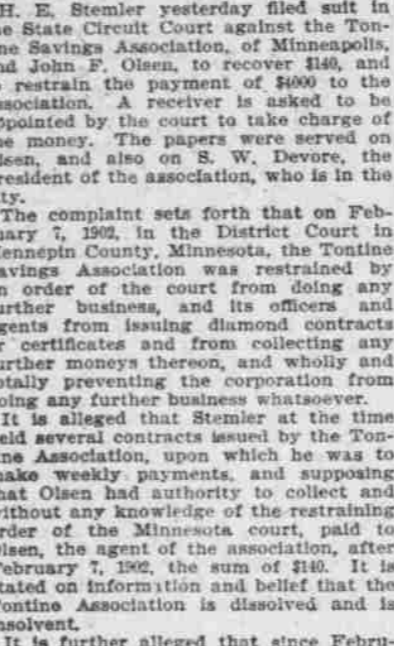 H. E. Stemler yesterday filed suit in
he State Circuit Court against the Ton-
ne Savings Association, of Minneapolis,
nd John F. Olsen, to recover $140, and
restrain the payment of $4000 to the
ssociation. A receiver is asked to be
ppointed by the court to take charge of
he money. The papers were served on
lsen, and also on S. W. Devore, the
resident of the association, who is in the
ty.
The complaint sets forth that on Feb-
uary 7, 1902, in the District Court in
ennepin County, Minnesota, the Tontine
avings Association was restrained by
n order of the court from doing any
urther business, and its officers and
gents from issuing diamond contracts
r certificates and from collecting any
urther moneys thereon, and wholly and
otally preventing the corporation from
oing any further business whatsoever.
It is alleged that Stemler at the time
eld several contracts issued by the Ton-
ine Association, upon which he was to
make weekly payments, and supposing
hat Olsen had authority to collect and
ithout any knowledge of the restraining
rder of the Minnesota court, paid to
lsen, the agent of the association, after
ebruary 7, 1902, the sum of $140. It is
tated on information and belief that the
ontine Association is dissolved and is
nsolvent.
It is further alleged that since Febru-